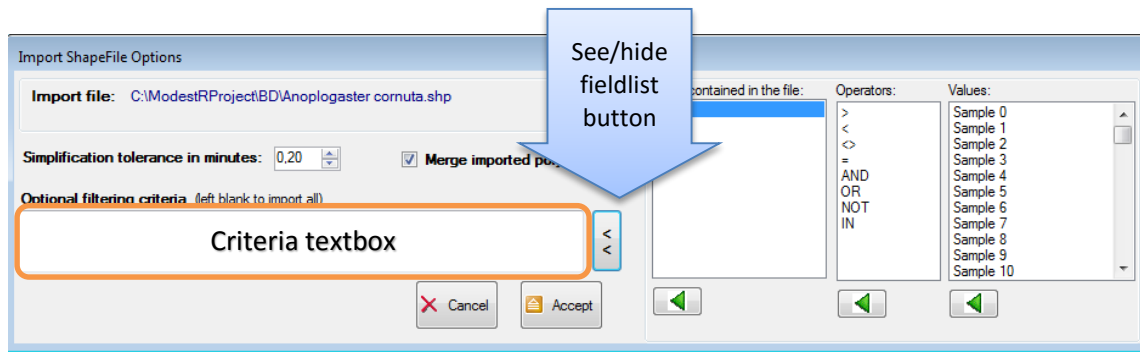 Import ShapeFile Options
See/hide
fieldlist
button
Import file: C:\ModestRProject\BD\Anoplogaster cornuta.shp
Simplification tolerance in minutes: 0,20
Merge imported
Optional filtering criteria (left blank to import all)
Criteria textbox
<
<
Cancel
Accept
contained in the file:
Operators:
>
<
<>
=
AND
OR
NOT
IN
Values:
Sample 0
Sample 1
Sample 2
Sample 3
Sample 4
Sample 5
Sample 6
Sample 7
Sample 8
Sample 9
Sample 10